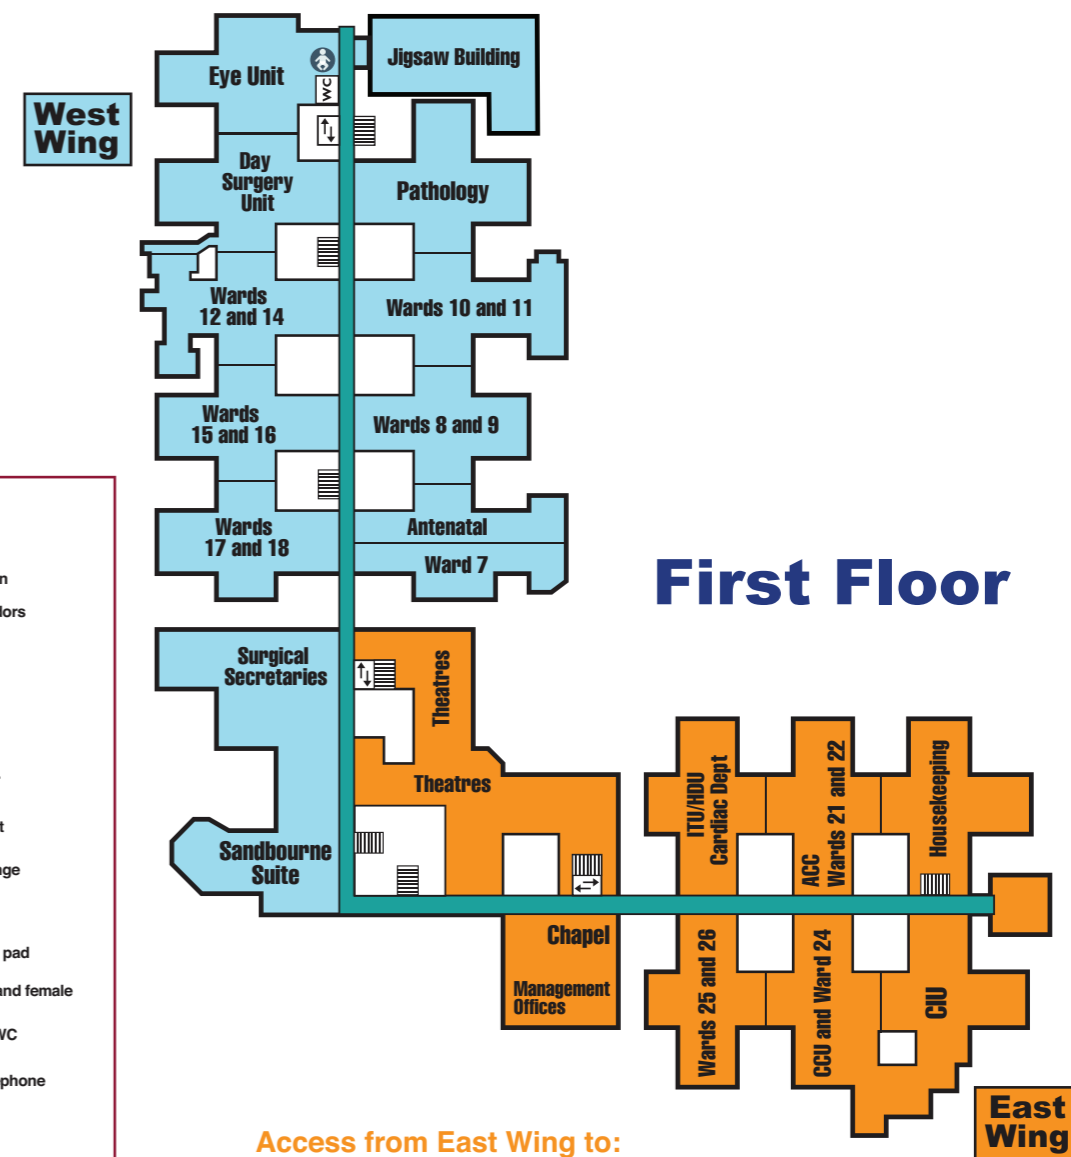 West
Wing
Eye Unit
WC
Jigsaw Building
Day
Surgery
Unit
Pathology
Wards
12 and 14
Wards 10 and 11
Wards
15 and 16
Wards 8 and 9
Wards
17 and 18
Antenatal
Ward 7
First Floor
Surgical
Secretaries
Theatres
Theatres
Sandbourne
Suite
Chapel
Management
Offices
ITU/HDU
Cardiac Dept
ACC
Wards 21 and 22
Housekeeping
Wards 25 and 26
CCU and Ward 24
CIU
East
Wing
pad
and female
Access from East Wing to: